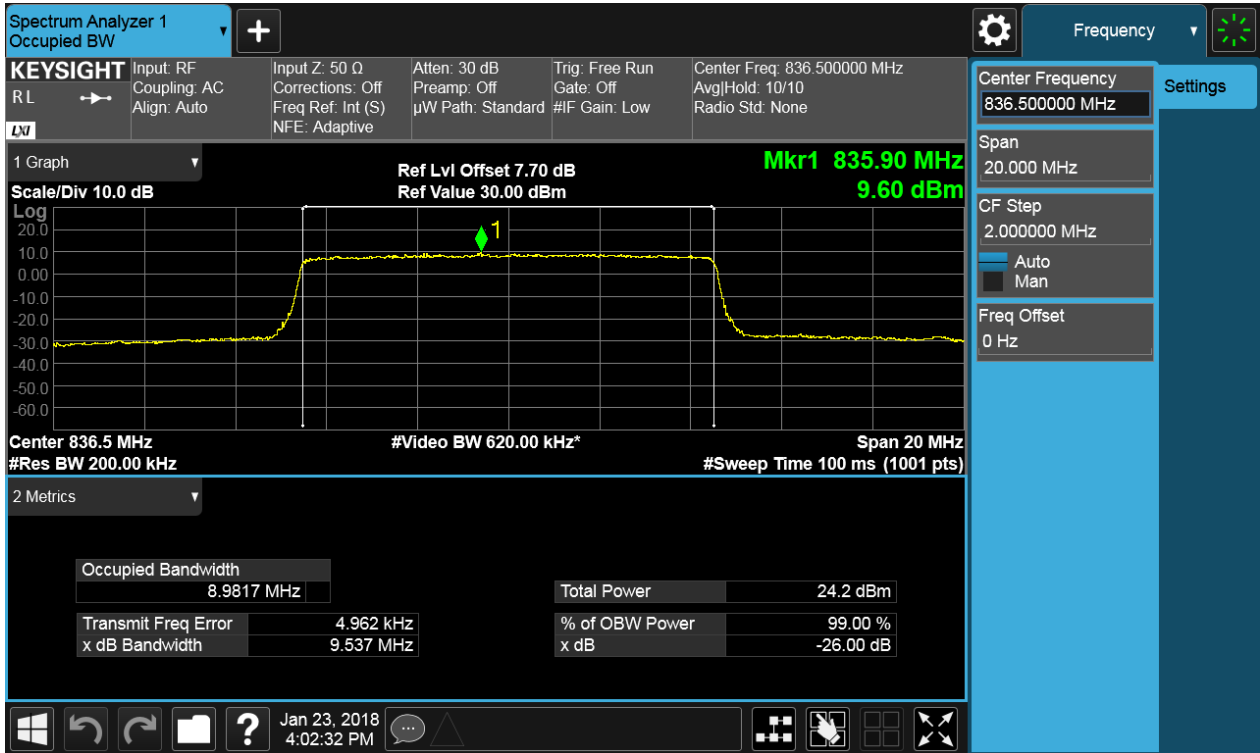 Spectrum Analyzer 1
Occupied BW
+
Frequency
KEYSIGHT
RL
LXI
Input: RF
Coupling: AC
Align: Auto
Input Z: 50 Ω
Corrections: Off
Freq Ref: Int (S)
NFE: Adaptive
Atten: 30 dB
Preamp: Off
µW Path: Standard
Trig: Free Run
Gate: Off
#IF Gain: Low
Center Freq: 836.500000 MHz
Avg|Hold: 10/10
Radio Std: None
Center Frequency
836.500000 MHz
Settings
Span
20.000 MHz
CF Step
2.000000 MHz
Auto
Man
Freq Offset
0 Hz
1 Graph
Scale/Div 10.0 dB
Ref Lvl Offset 7.70 dB
Ref Value 30.00 dBm
Mkr1 835.90 MHz
9.60 dBm
Log
20.0
10.0
0.00
-10.0
-20.0
-30.0
-40.0
-50.0
-60.0
1
Center 836.5 MHz
#Res BW 200.00 kHz
#Video BW 620.00 kHz*
Span 20 MHz
#Sweep Time 100 ms (1001 pts)
2 Metrics
Occupied Bandwidth
8.9817 MHz
Total Power 24.2 dBm
Transmit Freq Error 4.962 kHz
% of OBW Power 99.00 %
x dB Bandwidth 9.537 MHz
x dB -26.00 dB
?
Jan 23, 2018
4:02:32 PM